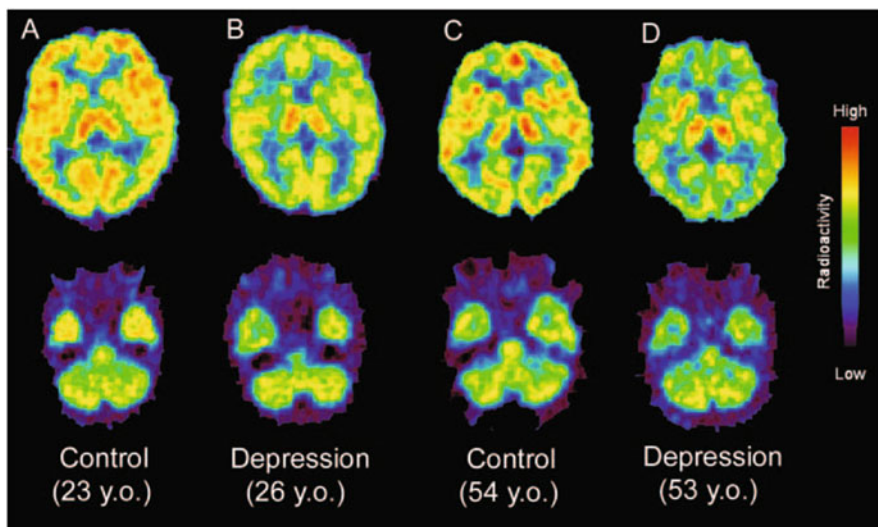 A
B
C
D
High
Radioactivity
Low
Control
(23 y.o.)
Depression
(26 y.o.)
Control
(54 y.o.)
Depression
(53 y.o.)